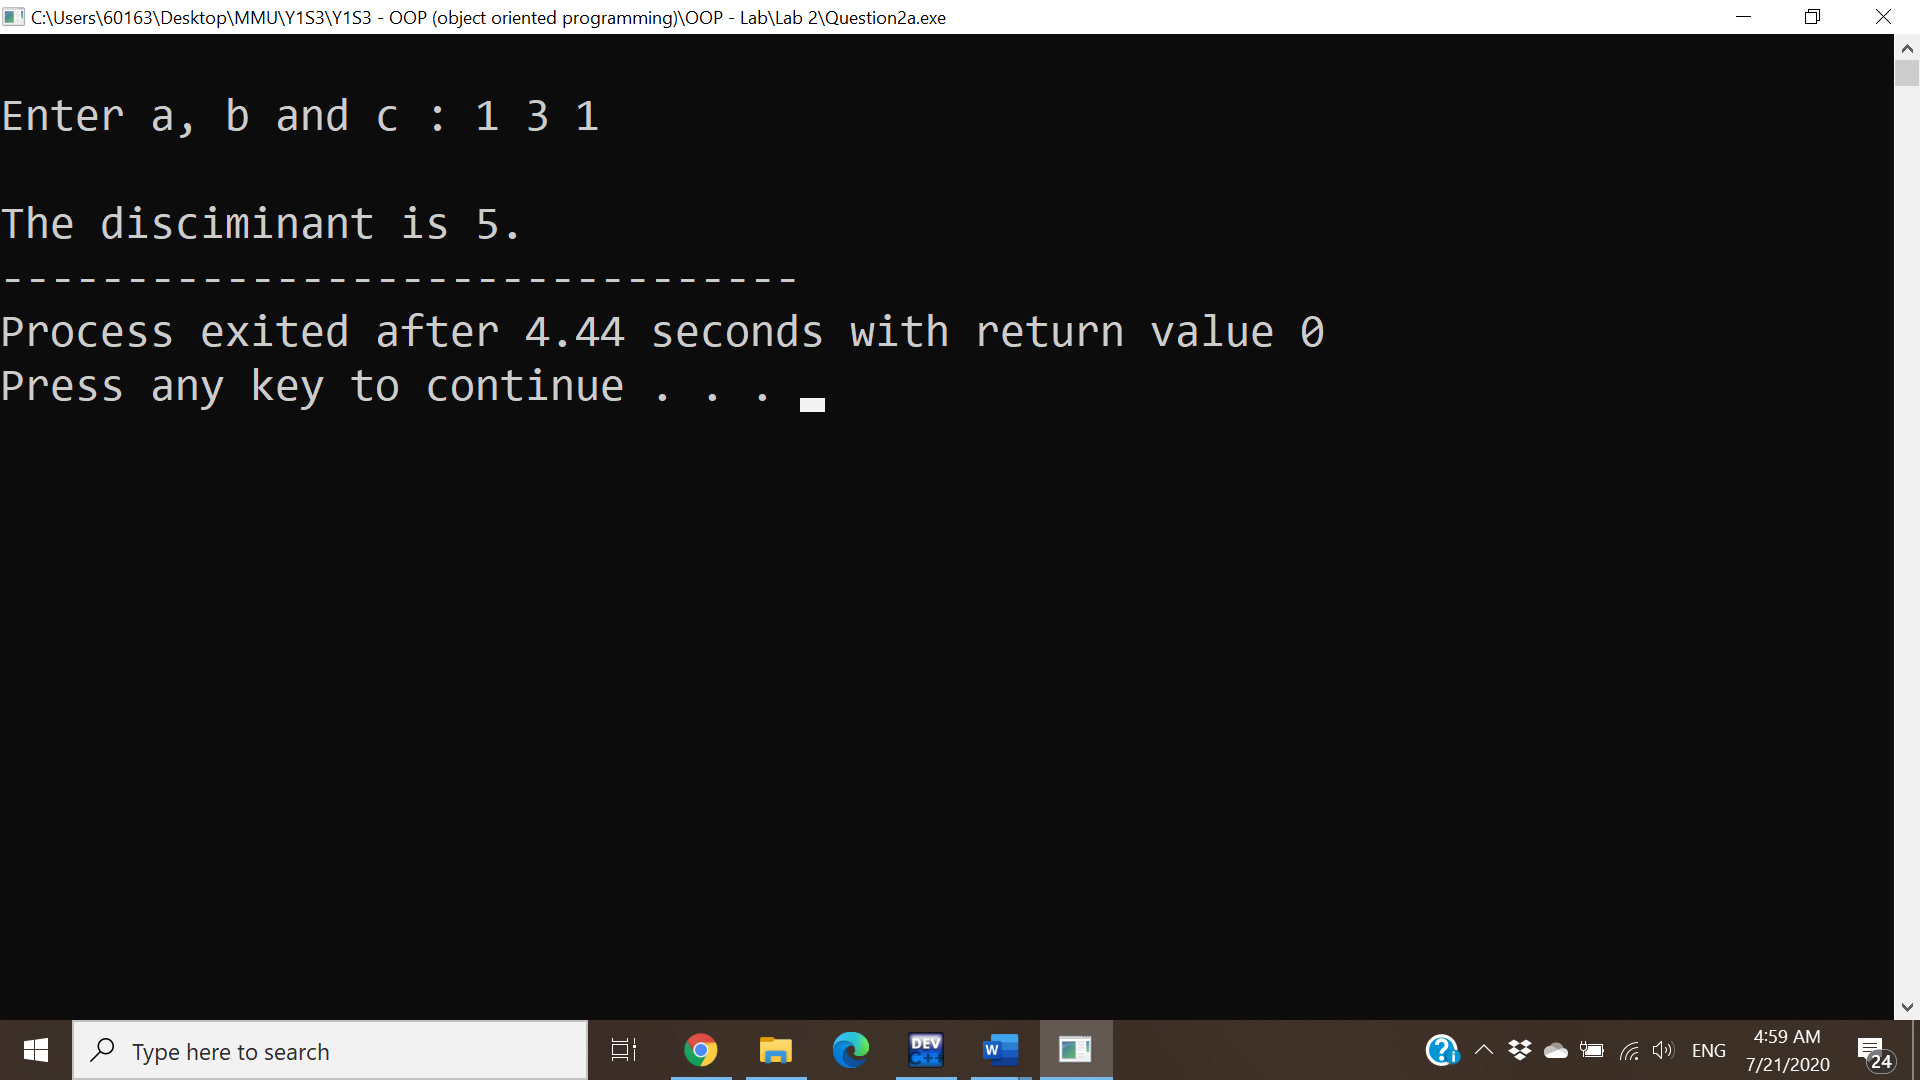 C:\Users\60163\Desktop\MMU\Y1S3\Y1S3 - OOP (object oriented programming)\OOP - Lab\Lab 2\Question2a.exe
Enter a, b and c : 1 3 1
The disciminant is 5.
--------------------------------
Process exited after 4.44 seconds with return value 0
Press any key to continue . . .
Type here to search
DEV
C++
W
ENG
4:59 AM
7/21/2020
24